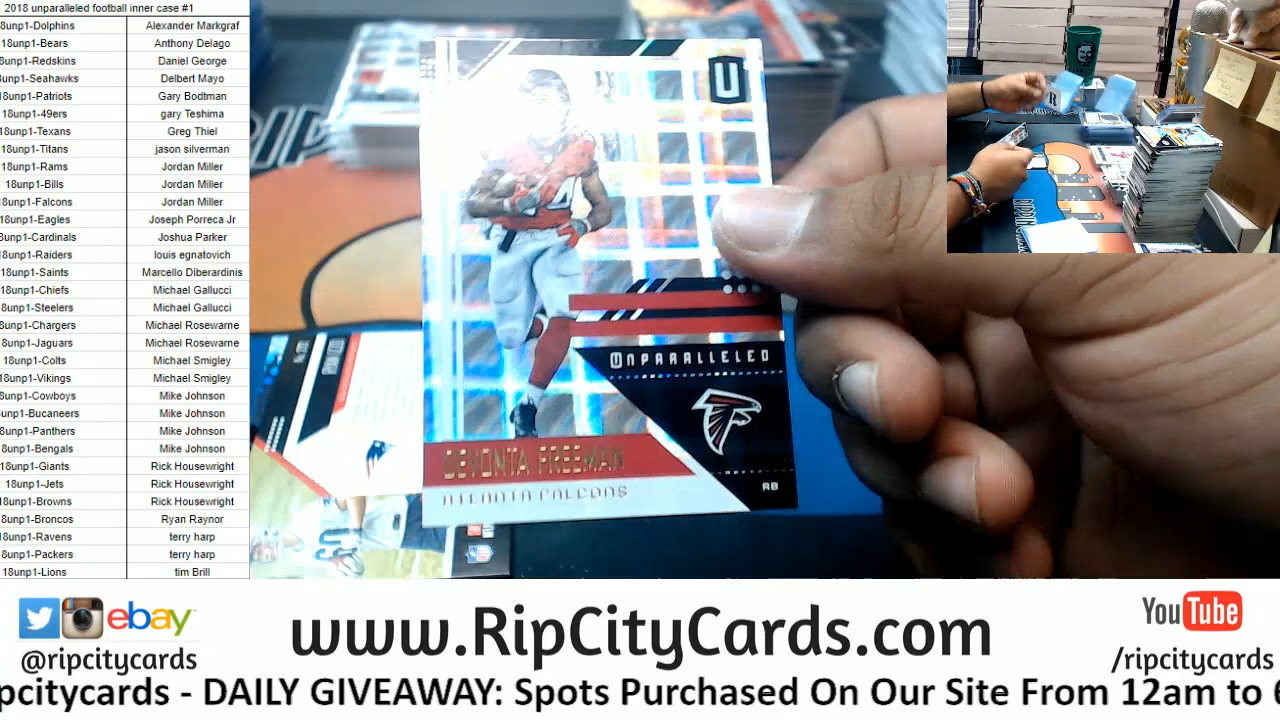 2018 unparalleled football inner case #1
8unp1-Dolphins Alexander Markgraf
18unp1-Bears Anthony Delago
8unp1-Redskins Daniel George
8unp1-Seahawks Delbert Mayo
8unp1-Patriots Gary Bodtman
18unp1-49ers gary Teshima
8unp1-Texans Greg Thiel
18unp1-Titans jason silverman
18unp1-Rams Jordan Miller
18unp1-Bills Jordan Miller
18unp1-Falcons Jordan Miller
18unp1-Eagles Joseph Porreca Jr
8unp1-Cardinals Joshua Parker
18unp1-Raiders louis egnatovich
18unp1-Saints Marcello Diberardinis
18unp1-Chiefs Michael Gallucci
8unp1-Steelers Michael Gallucci
8unp1-Chargers Michael Rosewarne
8unp1-Jaguars Michael Rosewarne
18unp1-Colts Michael Smigley
18unp1-Vikings Michael Smigley
8unp1-Cowboys Mike Johnson
unp1-Bucaneers Mike Johnson
8unp1-Panthers Mike Johnson
8unp1-Bengals Mike Johnson
18unp1-Giants Rick Housewright
18unp1-Jets Rick Housewright
18unp1-Browns Rick Housewright
8unp1-Broncos Ryan Raynor
18unp1-Ravens terry harp
8unp1-Packers terry harp
18unp1-Lions tim Brill
U
UNPARALLELED
DEVONTA FREEMAN
ATLANTA FALCONS
RB
ebay
@ripcitycards
www.RipCityCards.com
YouTube
/ripcitycards
pcitycards - DAILY GIVEAWAY: Spots Purchased On Our Site From 12am to 6